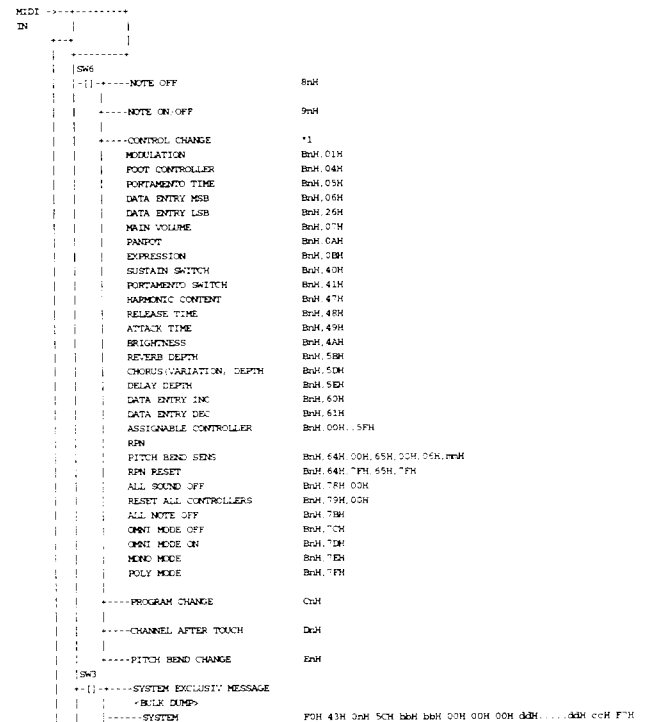 MIDI
IN
SW6
NOTE OFF 8nH
NOTE ON/OFF 9nH
CONTROL CHANGE *1
MODULATION BnH,01H
FOOT CONTROLLER BnH,04H
PORTAMENTO TIME BnH,05H
DATA ENTRY MSB BnH,06H
DATA ENTRY LSB BnH,26H
MAIN VOLUME BnH,07H
PANPOT BnH,0AH
EXPRESSION BnH,0BH
SUSTAIN SWITCH BnH,40H
PORTAMENTO SWITCH BnH,41H
HARMONIC CONTENT BnH,47H
RELEASE TIME BnH,48H
ATTACK TIME BnH,49H
BRIGHTNESS BnH,4AH
REVERB DEPTH BnH,5BH
CHORUS(VARIATION) DEPTH BnH,5DH
DELAY DEPTH BnH,5EH
DATA ENTRY INC BnH,60H
DATA ENTRY DEC BnH,61H
ASSIGNABLE CONTROLLER BnH,00H..5FH
RPN
PITCH BEND SENS BnH,64H,00H,65H,00H,06H,mmH
RPN RESET BnH,64H,7FH,65H,7FH
ALL SOUND OFF BnH,78H,00H
RESET ALL CONTROLLERS BnH,79H,00H
ALL NOTE OFF BnH,7BH
OMNI MODE OFF BnH,7CH
OMNI MODE ON BnH,7DH
MONO MODE BnH,7EH
POLY MODE BnH,7FH
PROGRAM CHANGE CnH
CHANNEL AFTER TOUCH DnH
PITCH BEND CHANGE EnH
SW3
SYSTEM EXCLUSIV MESSAGE
<BULK DUMP>
SYSTEM F0H 43H 0nH 5CH bbH bbH 00H 00H 00H ddH.....ddH ccH F7H